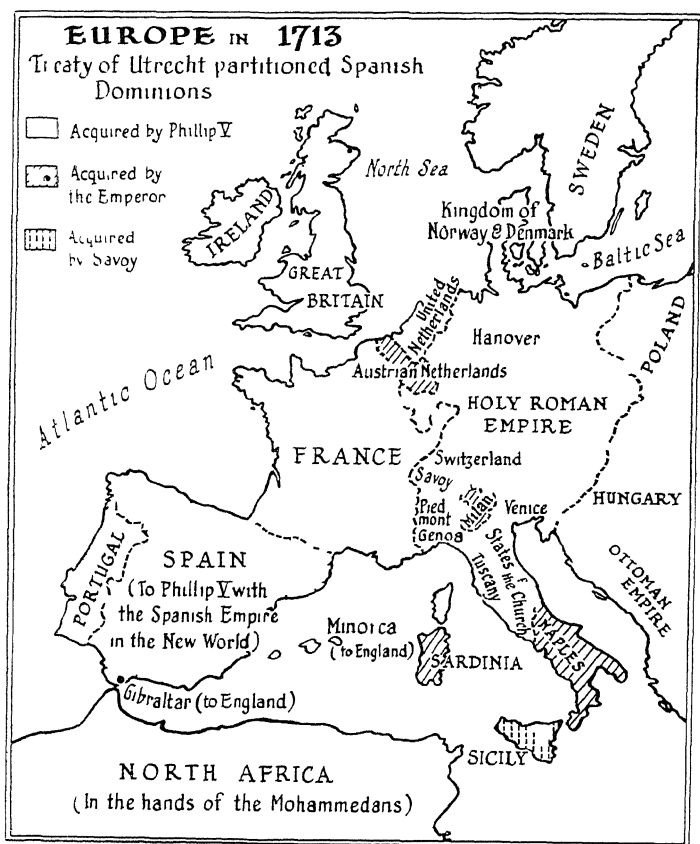 EUROPE IN 1713
Treaty of Utrecht partitioned Spanish
Dominions
Acquired by Phillip V
Acquired by
the Emperor
Acquired
by Savoy
North Sea
SWEDEN
IRELAND
Kingdom of
Norway & Denmark
Baltic Sea
GREAT
BRITAIN
United
Netherlands
Hanover
POLAND
Atlantic Ocean
Austrian Netherlands
HOLY ROMAN
EMPIRE
FRANCE
Switzerland
Savoy
HUNGARY
Pied
mont
Genoa
Milan
Venice
PORTUGAL
SPAIN
(To Phillip V with
the Spanish Empire
in the New World)
Tuscany
States of
the Church
OTTOMAN
EMPIRE
Minorca
(to England)
NAPLES
SARDINIA
Gibraltar (to England)
SICILY
NORTH AFRICA
(In the hands of the Mohammedans)